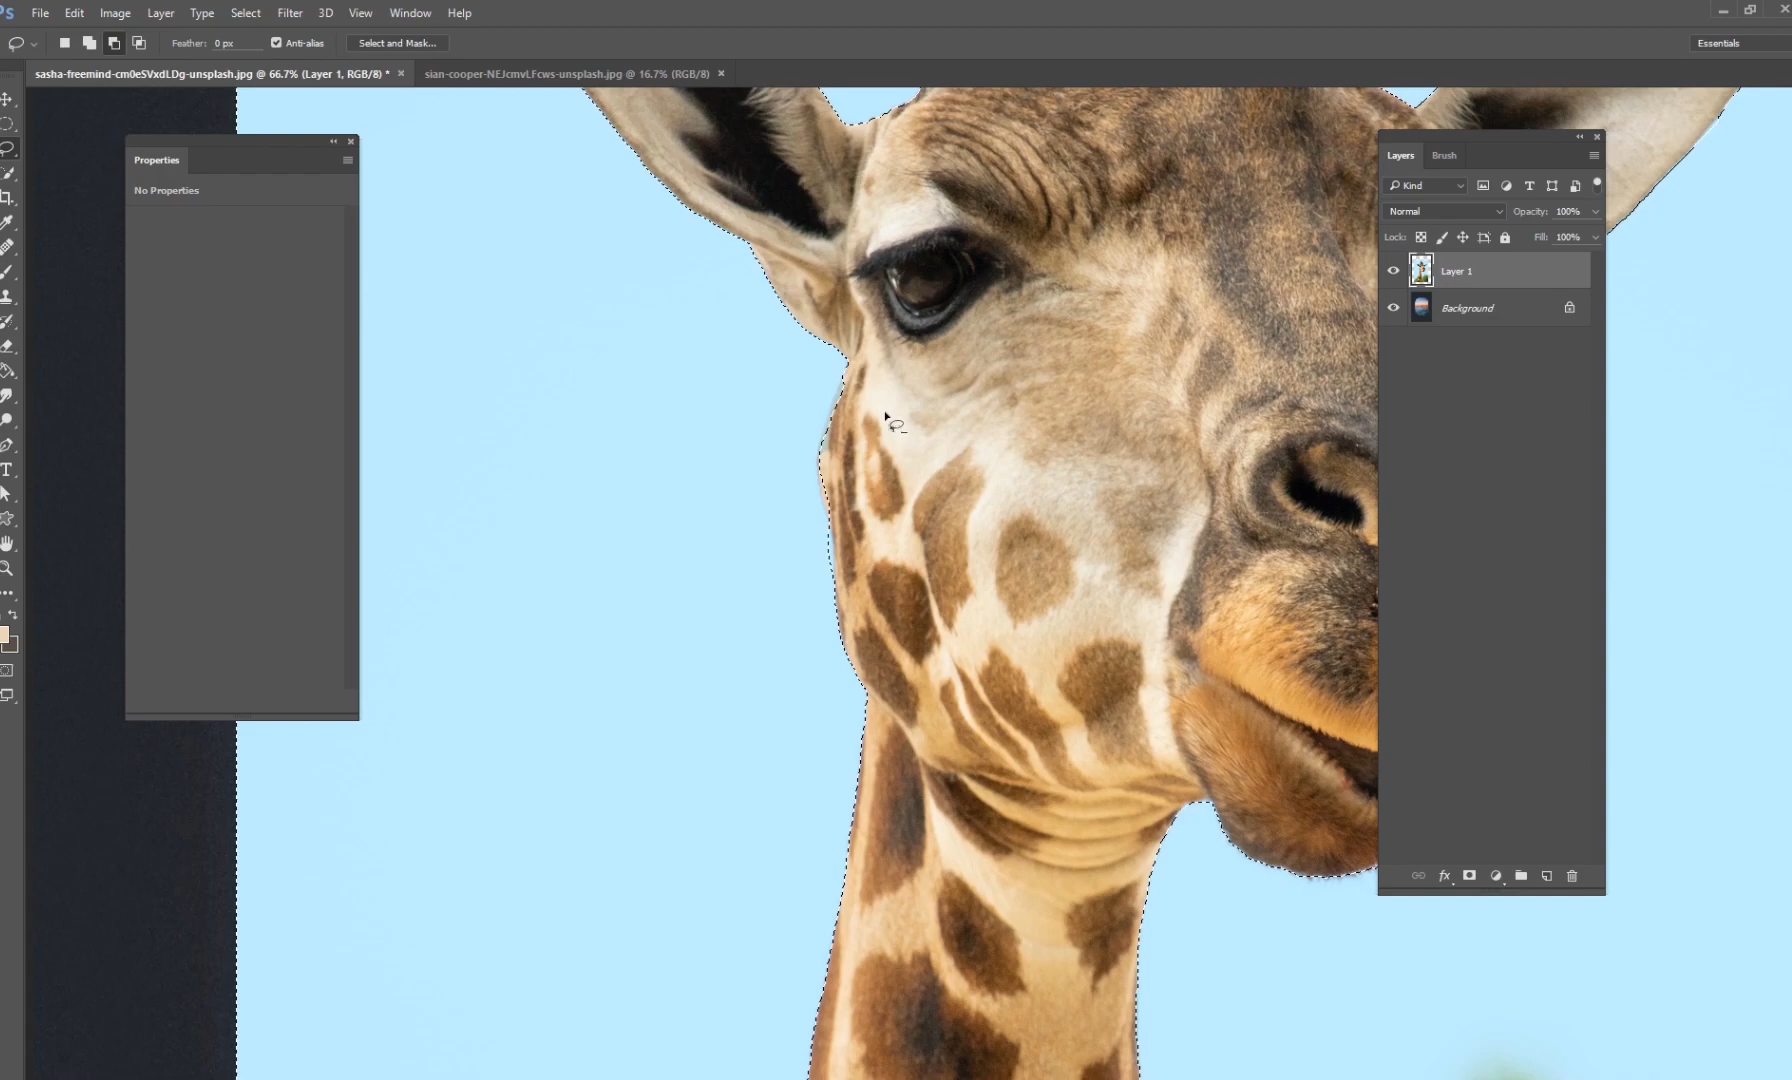 Ps File Edit Image Layer Type Select Filter 3D View Window Help
Feather: 0 px Anti-alias Select and Mask... Essentials
sasha-freemind-cm0eSVxdLDg-unsplash.jpg @ 66.7% (Layer 1, RGB/8) * sian-cooper-NEJcmvLFcws-unsplash.jpg @ 16.7% (RGB/8)
Properties
No Properties
Layers Brush
Kind
Normal Opacity: 100%
Lock: Fill: 100%
Layer 1
Background
fx